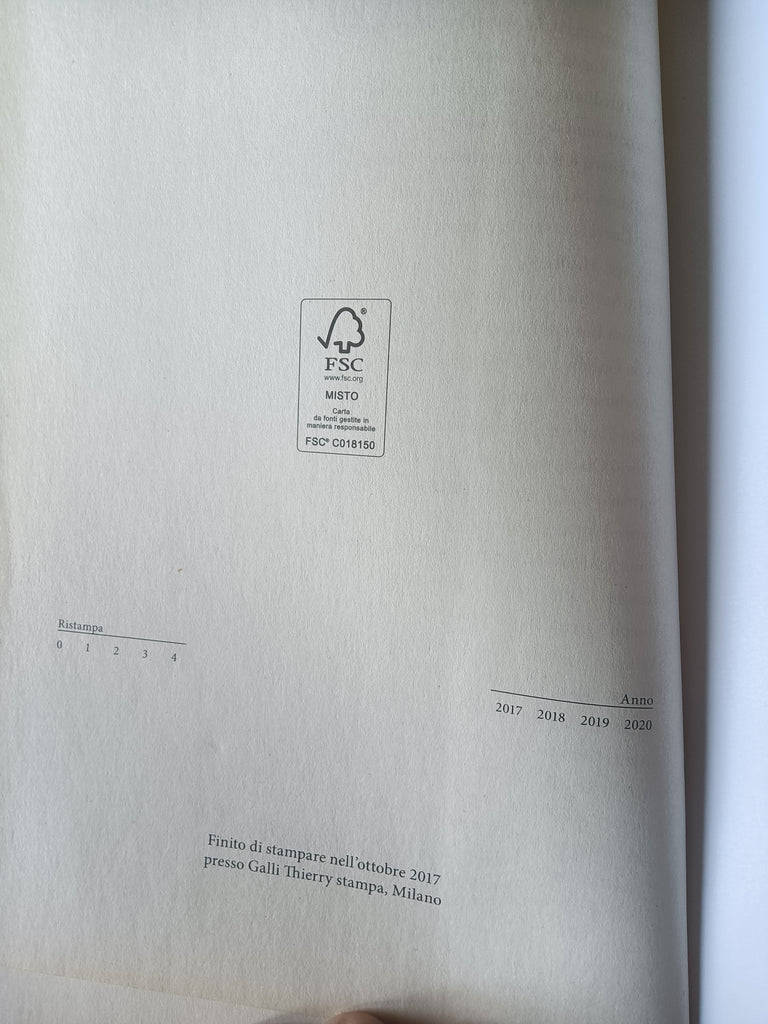 ®
FSC
www.fsc.org
MISTO
Carta
da fonti gestite in
maniera responsabile
FSC® C018150
Ristampa
0 1 2 3 4
Anno
2017 2018 2019 2020
Finito di stampare nell'ottobre 2017
presso Galli Thierry stampa, Milano